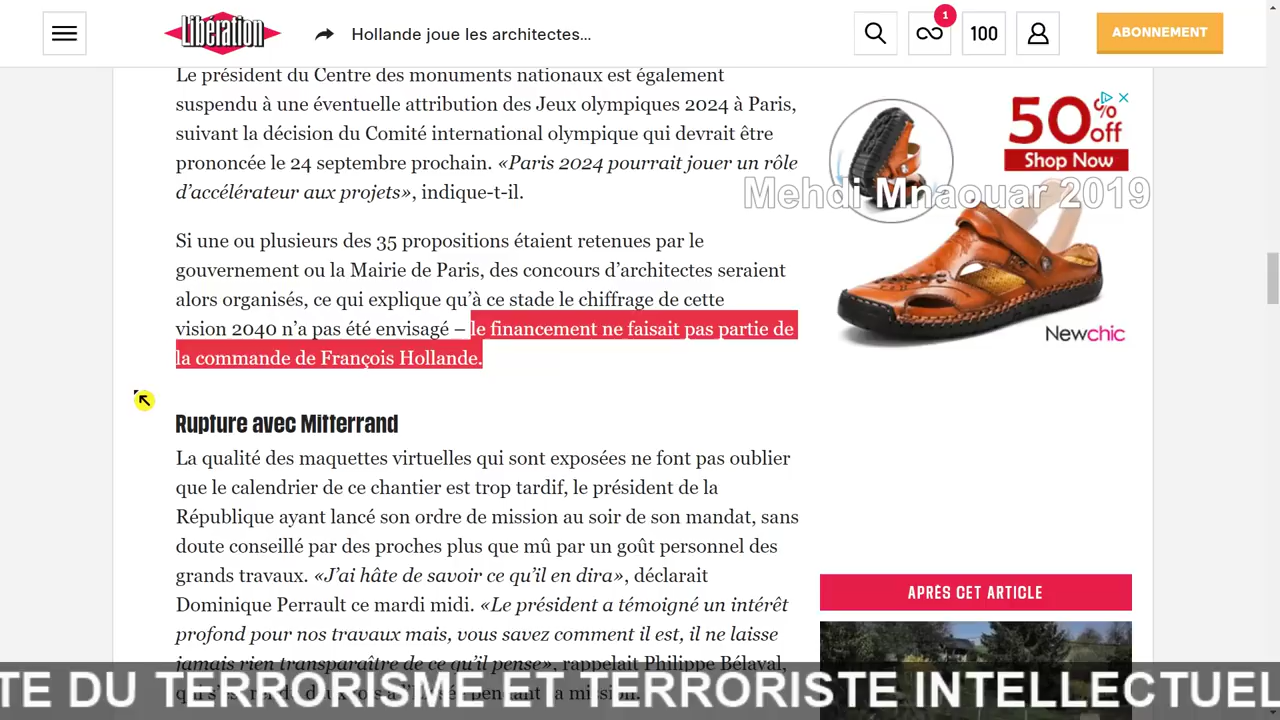 Libération
Hollande joue les architectes...
1
100
ABONNEMENT
Le président du Centre des monuments nationaux est également
suspendu à une éventuelle attribution des Jeux olympiques 2024 à Paris,
suivant la décision du Comité international olympique qui devrait être
prononcée le 24 septembre prochain. «Paris 2024 pourrait jouer un rôle
d’accélérateur aux projets», indique-t-il.
Si une ou plusieurs des 35 propositions étaient retenues par le
gouvernement ou la Mairie de Paris, des concours d’architectes seraient
alors organisés, ce qui explique qu’à ce stade le chiffrage de cette
vision 2040 n’a pas été envisagé – le financement ne faisait pas partie de
la commande de François Hollande.
Rupture avec Mitterrand
La qualité des maquettes virtuelles qui sont exposées ne font pas oublier
que le calendrier de ce chantier est trop tardif, le président de la
République ayant lancé son ordre de mission au soir de son mandat, sans
doute conseillé par des proches plus que mû par un goût personnel des
grands travaux. «J’ai hâte de savoir ce qu’il en dira», déclarait
Dominique Perrault ce mardi midi. «Le président a témoigné un intérêt
profond pour nos travaux mais, vous savez comment il est, il ne laisse
jamais rien transparaître de ce qu’il pense», rappelait Philippe Bélaval,
mission.
50% off
Shop Now
Mehdi Mnaouar 2019
Newchic
APRÈS CET ARTICLE
TE DU TERRORISME ET TERRORISTE INTELLECTUEL